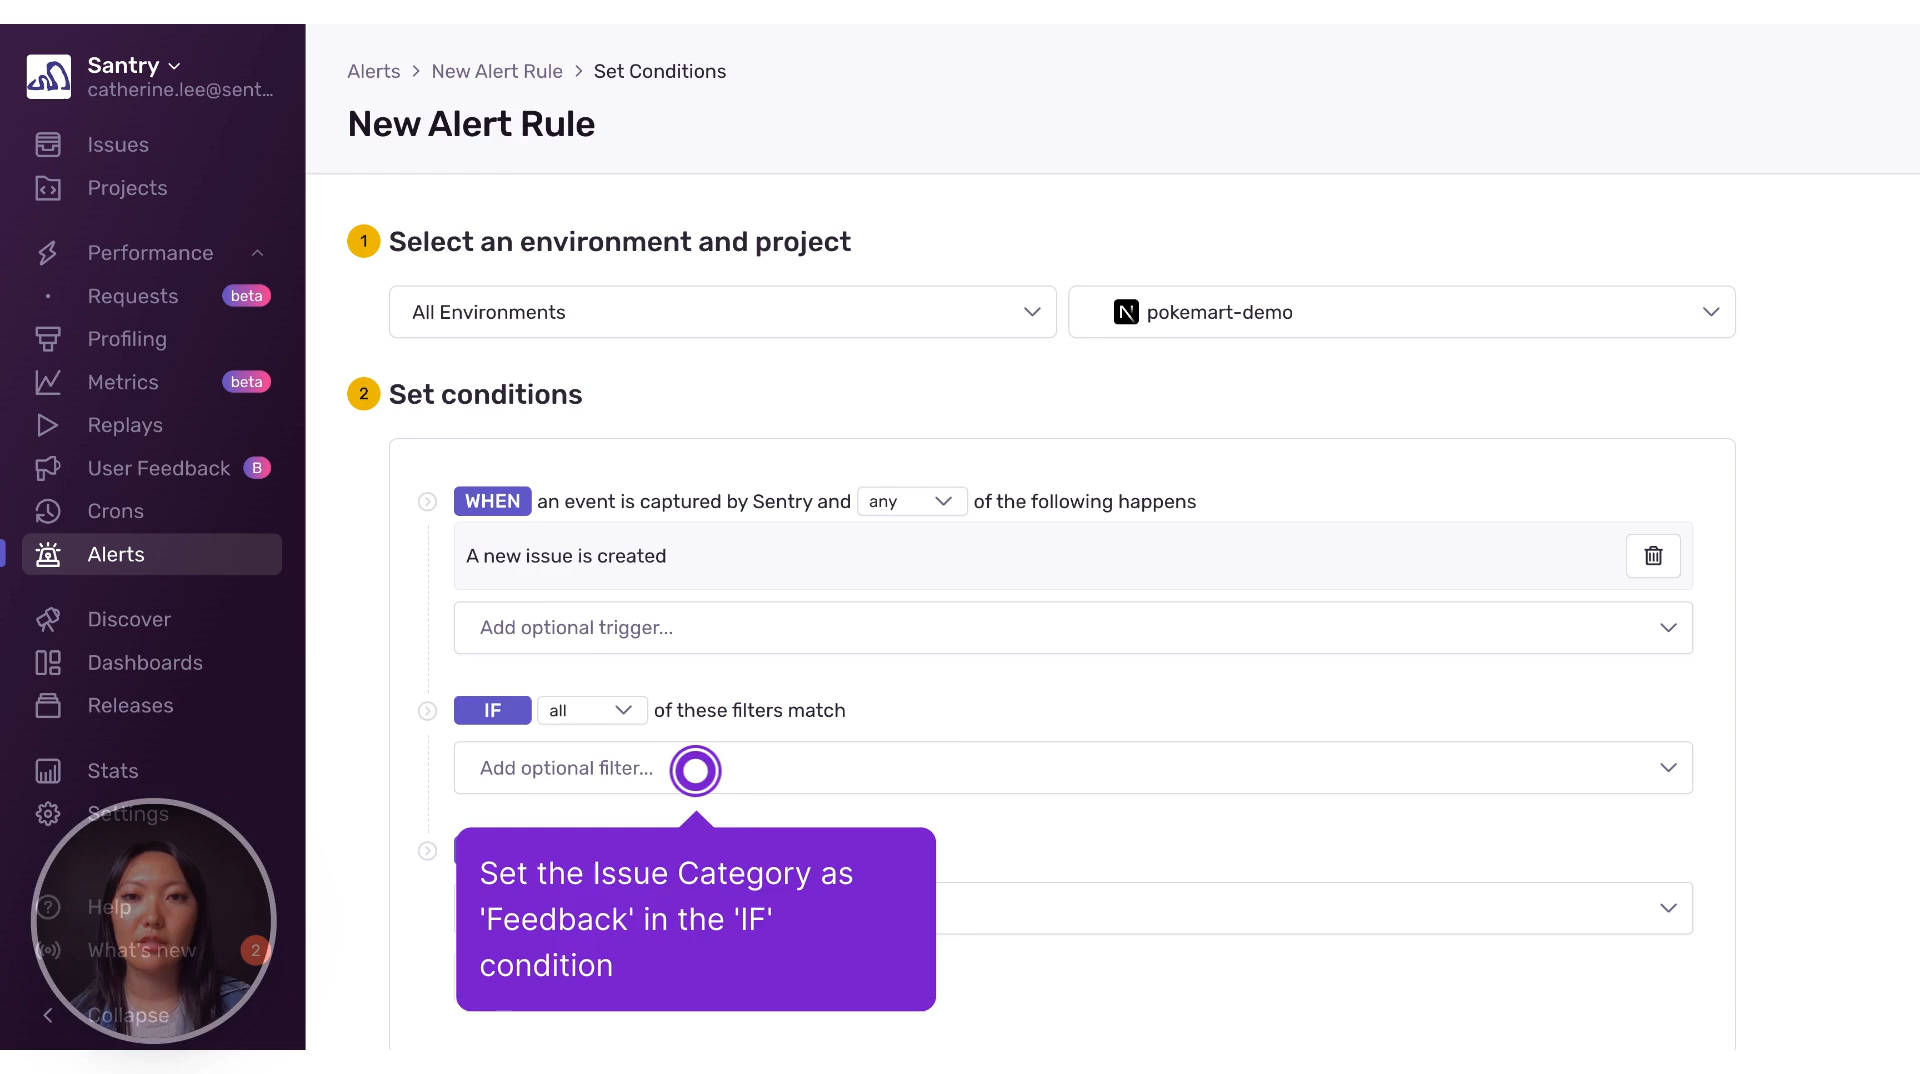 Santry
catherine.lee@sent...
Issues
Projects
Performance
Requests beta
Profiling
Metrics beta
Replays
User Feedback B
Crons
Alerts
Discover
Dashboards
Releases
Stats
Settings
Help
What's new 2
Collapse
Alerts > New Alert Rule > Set Conditions
New Alert Rule
1 Select an environment and project
All Environments
N pokemart-demo
2 Set conditions
WHEN an event is captured by Sentry and any of the following happens
A new issue is created
Add optional trigger...
IF all of these filters match
Add optional filter...
Set the Issue Category as
'Feedback' in the 'IF'
condition